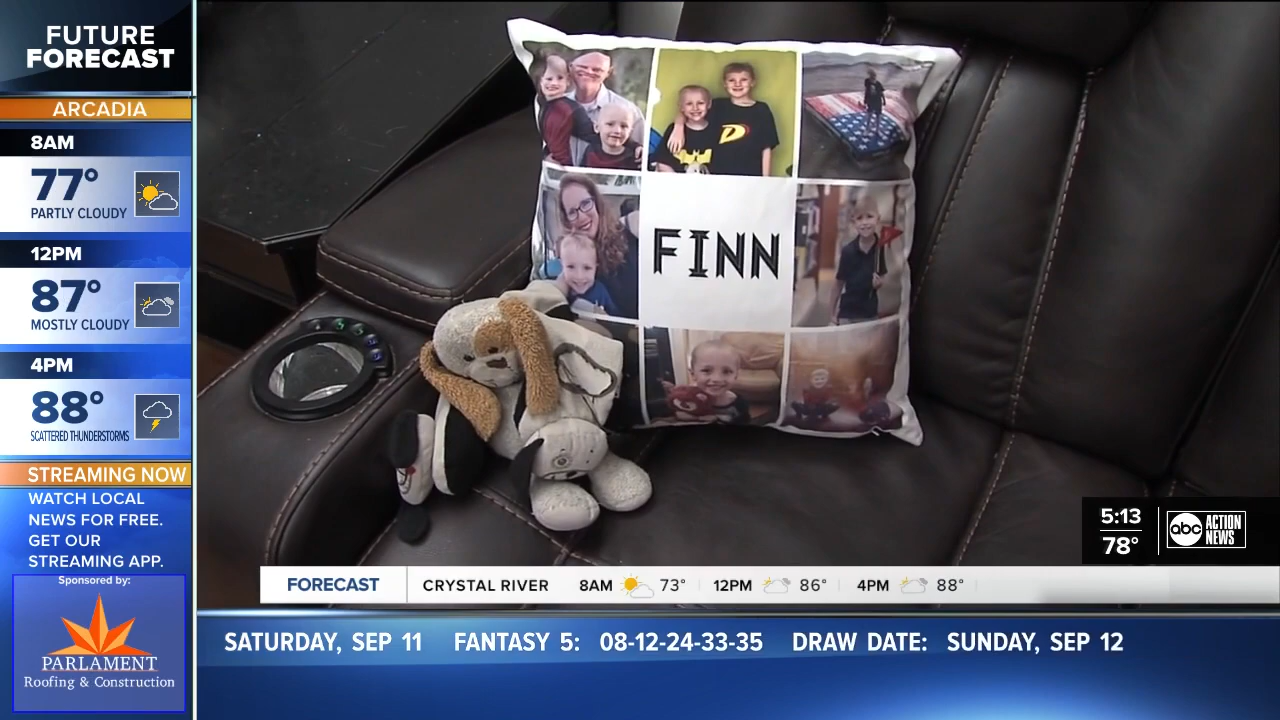 FUTURE
FORECAST
ARCADIA
8AM
77°
PARTLY CLOUDY
12PM
87°
MOSTLY CLOUDY
4PM
88°
SCATTERED THUNDERSTORMS
STREAMING NOW
WATCH LOCAL
NEWS FOR FREE.
GET OUR
STREAMING APP.
Sponsored by:
PARLAMENT
Roofing & Construction
FINN
5:13
78°
abc ACTION
NEWS
FORECAST CRYSTAL RIVER 8AM 73° 12PM 86° 4PM 88°
SATURDAY, SEP 11 FANTASY 5: 08-12-24-33-35 DRAW DATE: SUNDAY, SEP 12